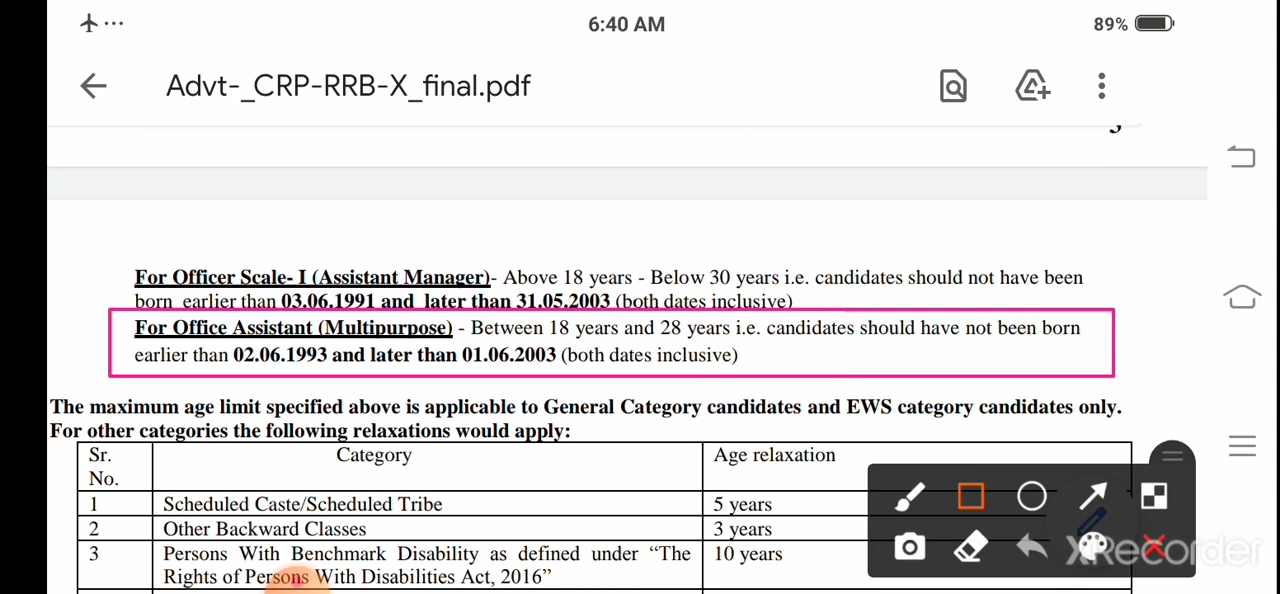 6:40 AM
89%
Advt-_CRP-RRB-X_final.pdf
For Officer Scale- I (Assistant Manager)- Above 18 years - Below 30 years i.e. candidates should not have been
born earlier than 03.06.1991 and later than 31.05.2003 (both dates inclusive)
For Office Assistant (Multipurpose) - Between 18 years and 28 years i.e. candidates should have not been born
earlier than 02.06.1993 and later than 01.06.2003 (both dates inclusive)
The maximum age limit specified above is applicable to General Category candidates and EWS category candidates only.
For other categories the following relaxations would apply:
Sr. No. Category Age relaxation
1 Scheduled Caste/Scheduled Tribe 5 years
2 Other Backward Classes 3 years
3 Persons With Benchmark Disability as defined under “The 10 years
Rights of Persons With Disabilities Act, 2016”
XRecorder